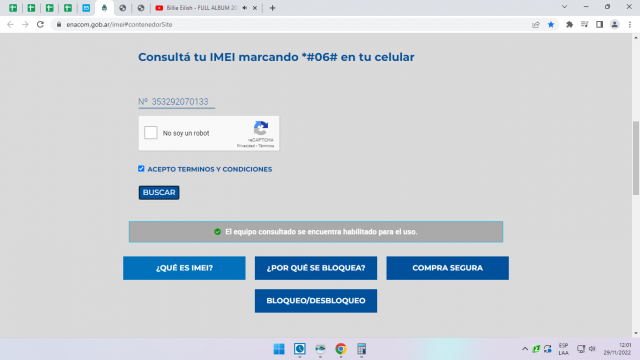 Billie Eilish - FULL ALBUM 20
enacom.gob.ar/imei#contenedorSite
Consultá tu IMEI marcando *#06# en tu celular
Nº 353292070133
No soy un robot
reCAPTCHA
Privacidad - Términos
ACEPTO TERMINOS Y CONDICIONES
BUSCAR
El equipo consultado se encuentra habilitado para el uso.
¿QUÉ ES IMEI?
¿POR QUÉ SE BLOQUEA?
COMPRA SEGURA
BLOQUEO/DESBLOQUEO
ESP
LAA
12:01
29/11/2022